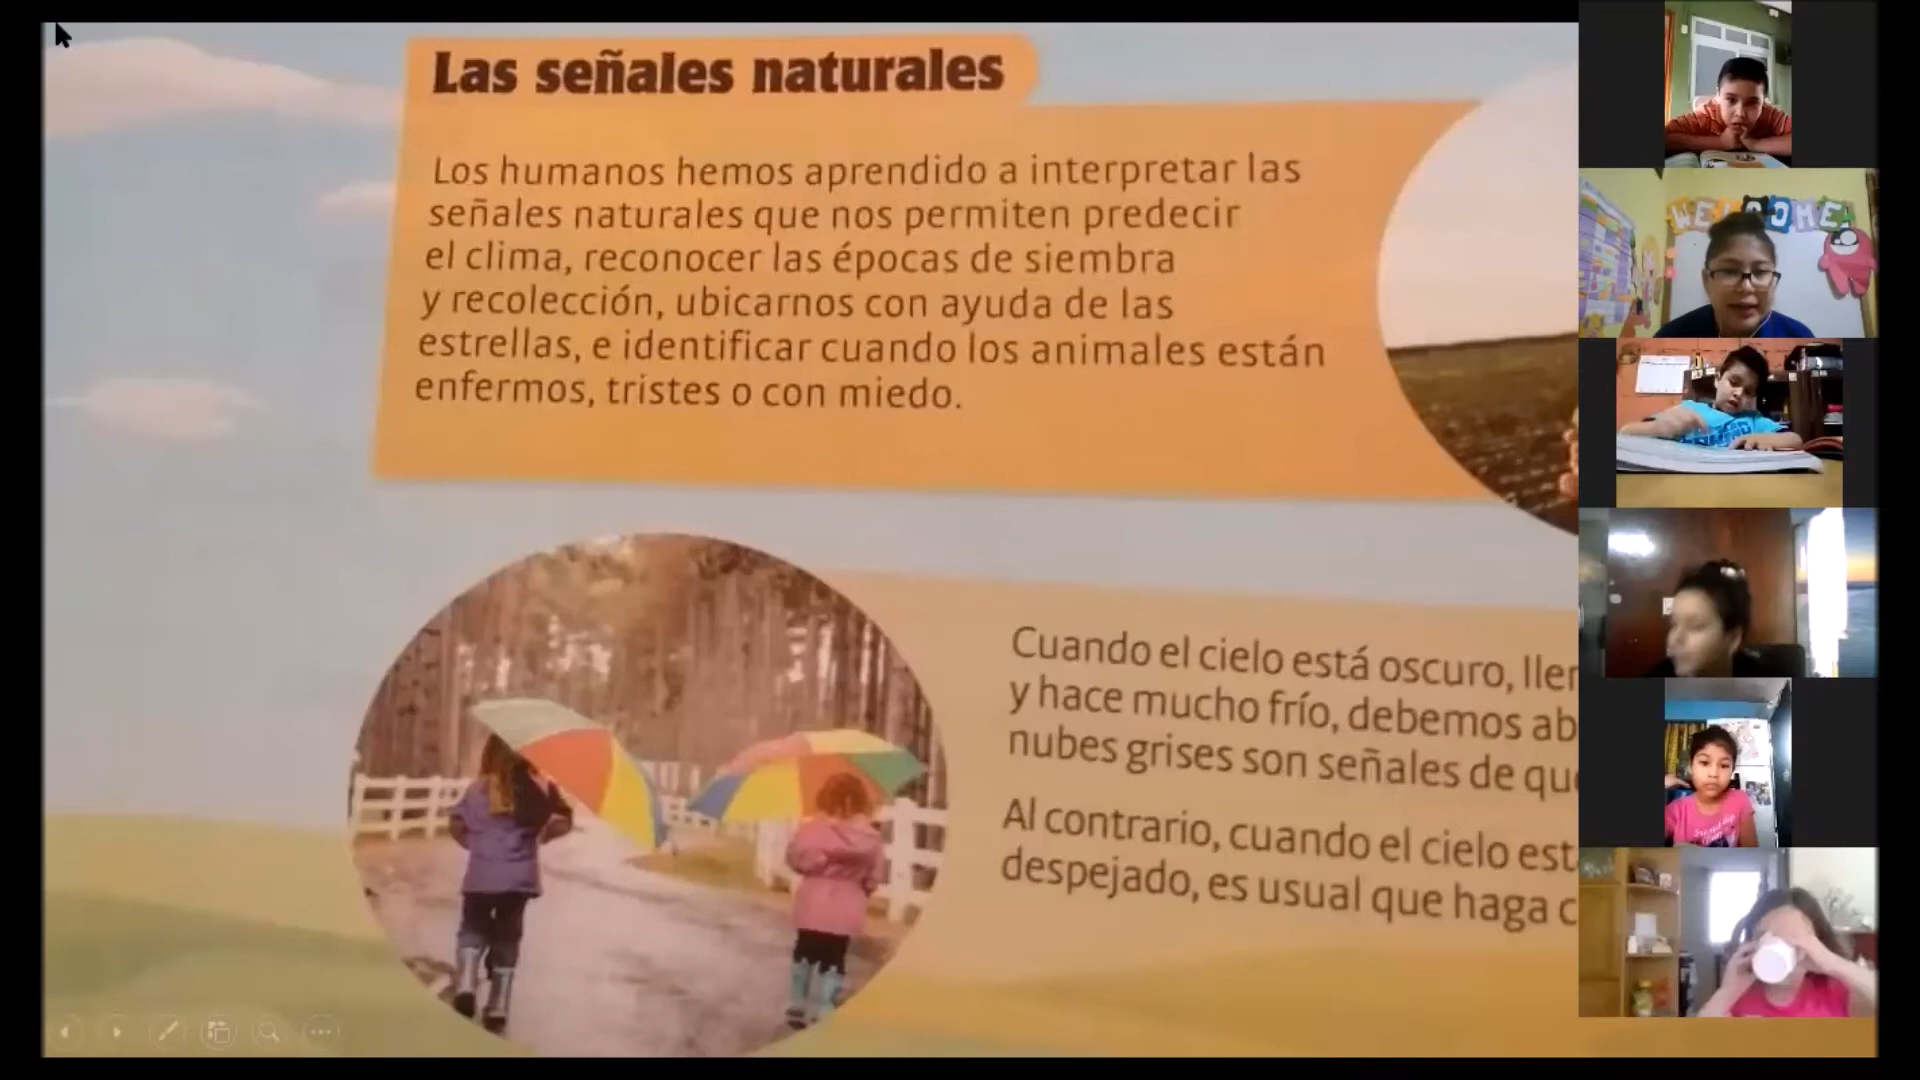 Las señales naturales
Los humanos hemos aprendido a interpretar las
señales naturales que nos permiten predecir
el clima, reconocer las épocas de siembra
y recolección, ubicarnos con ayuda de las
estrellas, e identificar cuando los animales están
enfermos, tristes o con miedo.
Cuando el cielo está oscuro,
y hace mucho frío, debemos
nubes grises son señales de
Al contrario, cuando el cielo
despejado, es usual que haga
WELCOME